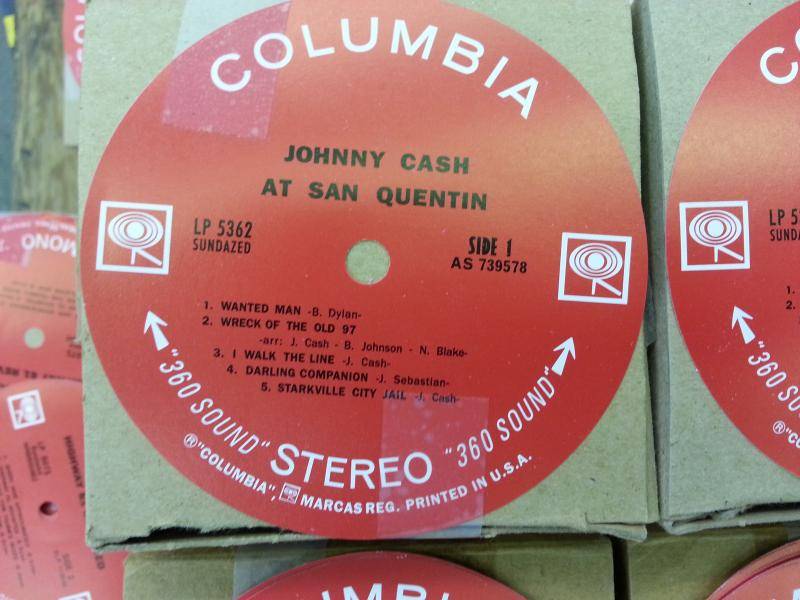 COLUMBIA
JOHNNY CASH
AT SAN QUENTIN
LP 5362
SUNDAZED
SIDE 1
AS 739578
1. WANTED MAN -B. Dylan-
2. WRECK OF THE OLD 97
-arr: J. Cash - B. Johnson - N. Blake-
3. I WALK THE LINE -J. Cash-
4. DARLING COMPANION -J. Sebastian-
5. STARKVILLE CITY JAIL -J. Cash-
"360 SOUND" STEREO "360 SOUND"
® "COLUMBIA", MARCAS REG. PRINTED IN U.S.A.
MONO
HIGHWAY